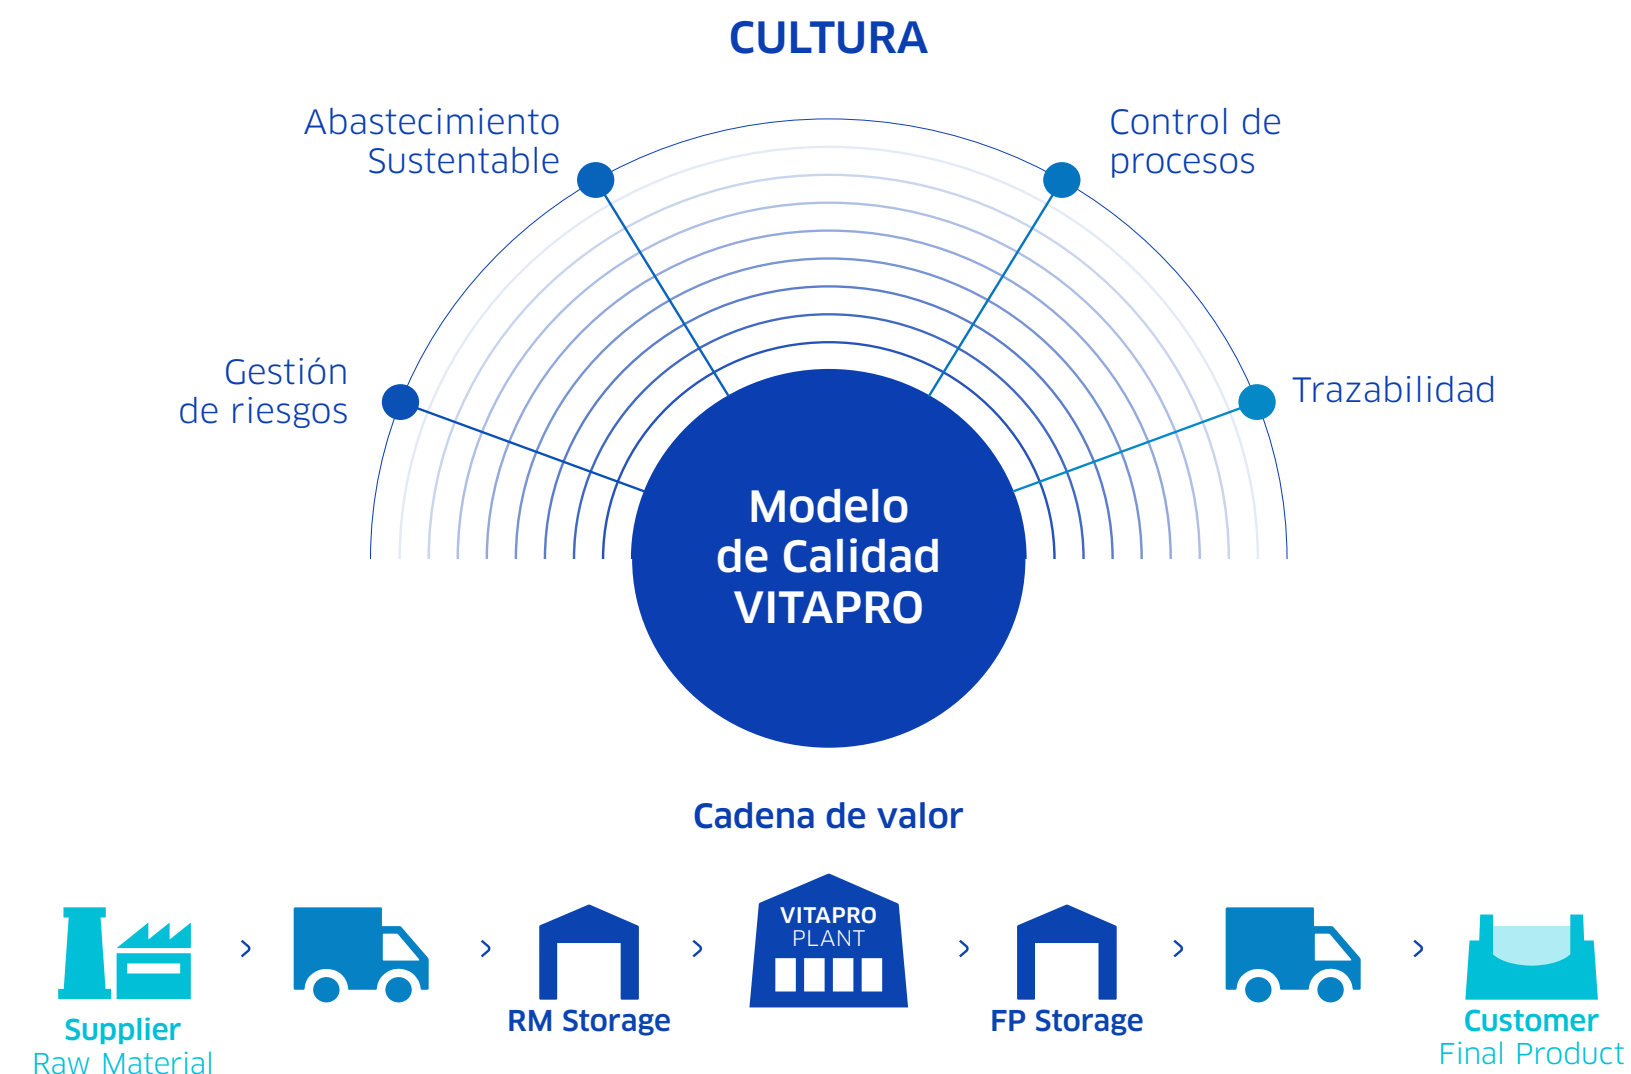 CULTURA
Abastecimiento
Sustentable
Control de
procesos
Gestión
de riesgos
Trazabilidad
Modelo
de Calidad
VITAPRO
Cadena de valor
VITAPRO
PLANT
Supplier
Raw Material
RM Storage
FP Storage
Customer
Final Product